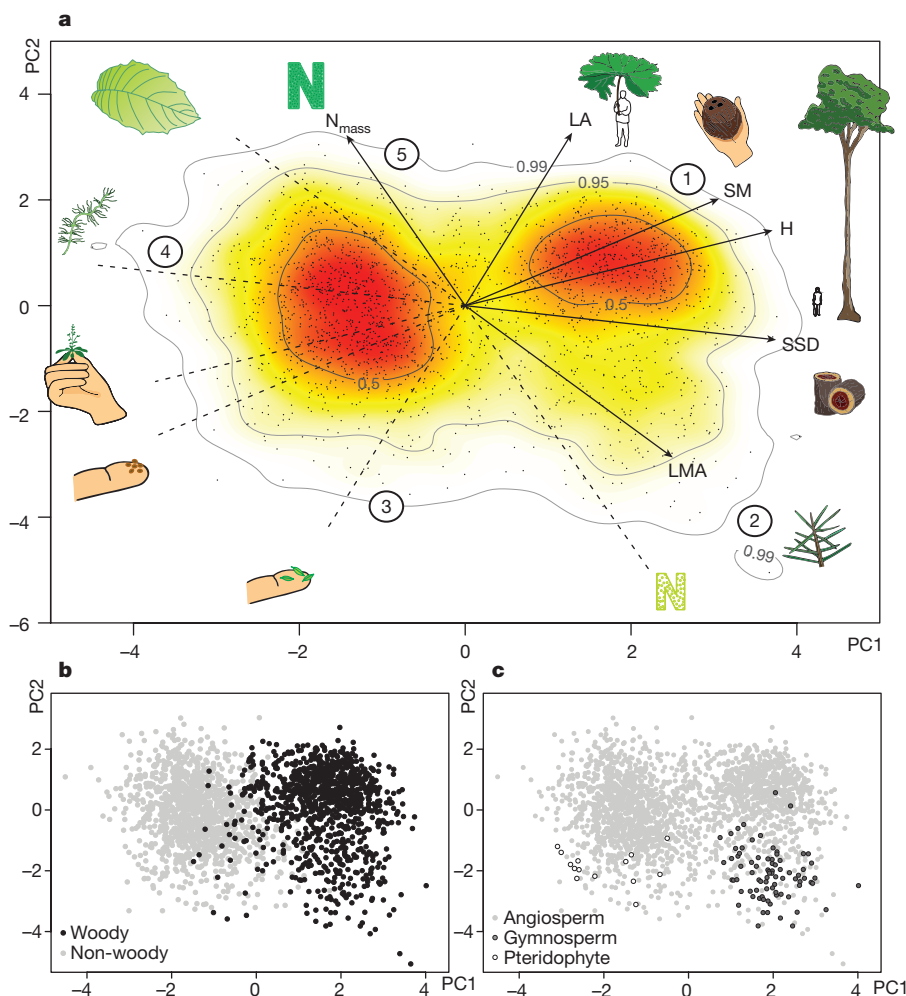 a
PC2
4
2
0
−2
−4
−6
N
N_mass
LA
SM
H
SSD
LMA
N
0.99
0.95
0.5
0.5
0.99
1
2
3
4
5
−4
−2
0
2
4
PC1
b
PC2
2
0
−2
−4
Woody
Non-woody
−4
−2
0
2
4
PC1
c
PC2
2
0
−2
−4
Angiosperm
Gymnosperm
Pteridophyte
−4
−2
0
2
4
PC1